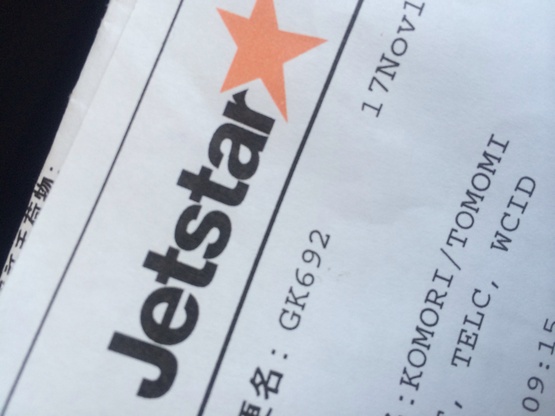 Jetstar
17Nov1
便名: GK692
:KOMORI/TOMOMI
, TELC, WCID
09:15